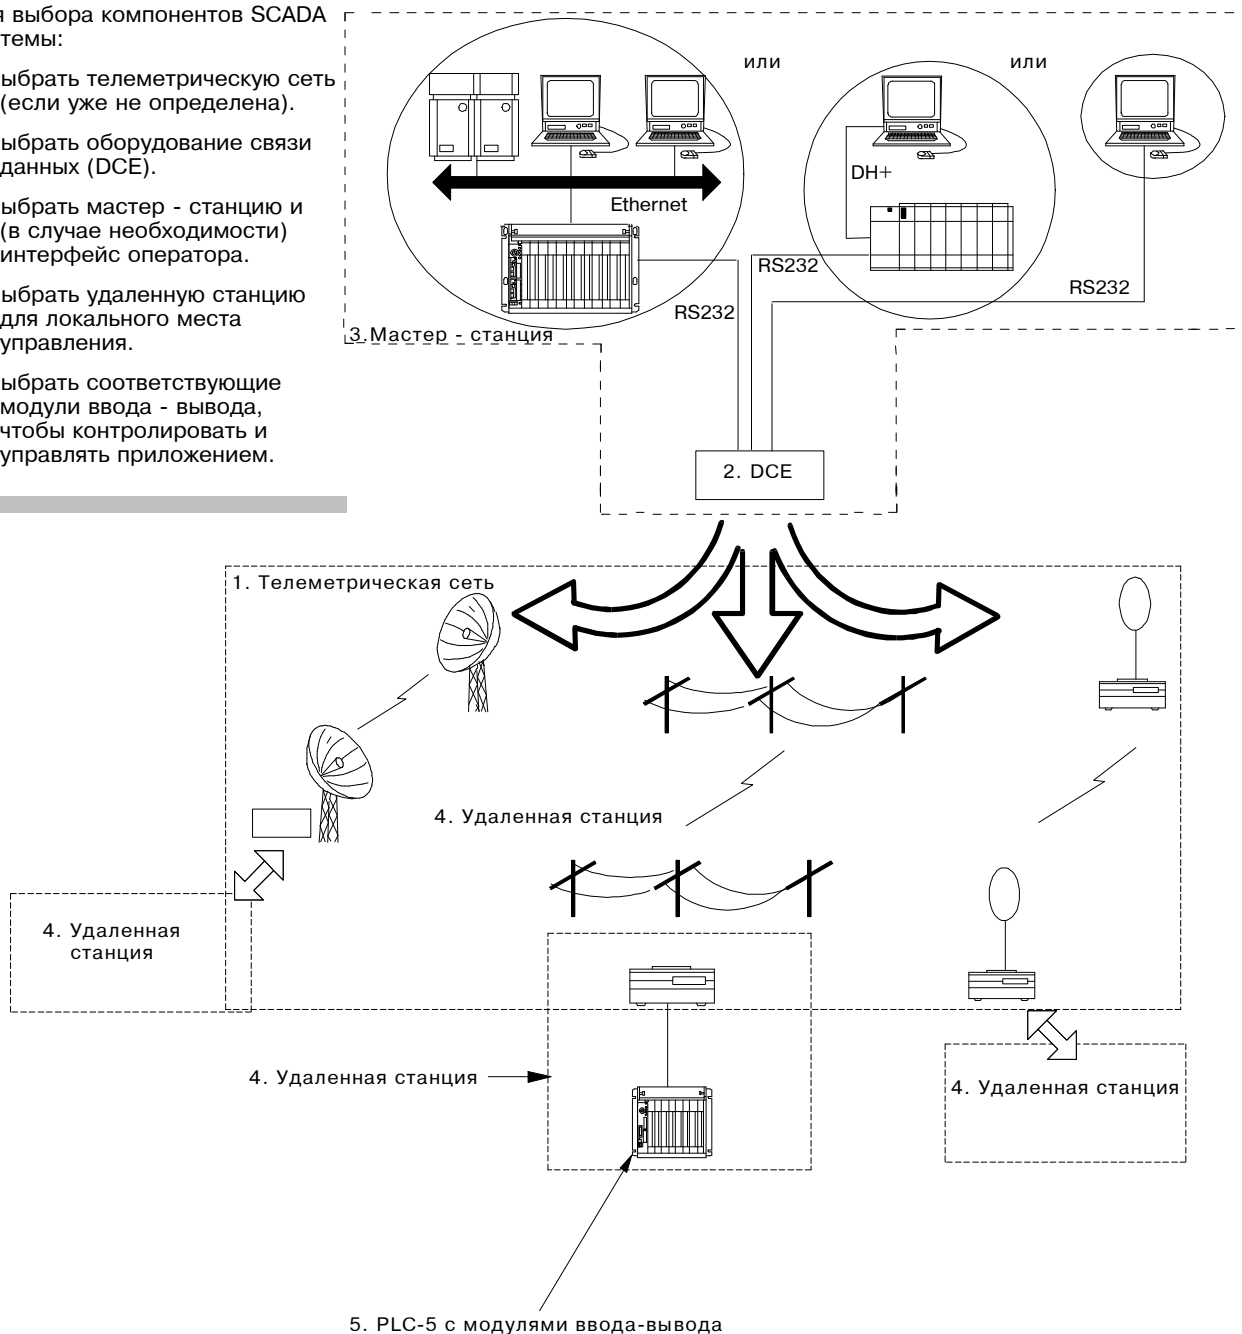 я выбора компонентов SCADA
темы:
ыбрать телеметрическую сеть
(если уже не определена).
ыбрать оборудование связи
данных (DCE).
ыбрать мастер - станцию и
(в случае необходимости)
интерфейс оператора.
ыбрать удаленную станцию
для локального места
управления.
ыбрать соответствующие
модули ввода - вывода,
чтобы контролировать и
управлять приложением.
или
или
DH+
Ethernet
RS232
RS232
RS232
3.Мастер - станция
2. DCE
1. Телеметрическая сеть
4. Удаленная станция
4. Удаленная
станция
4. Удаленная станция
4. Удаленная станция
5. PLC-5 с модулями ввода-вывода